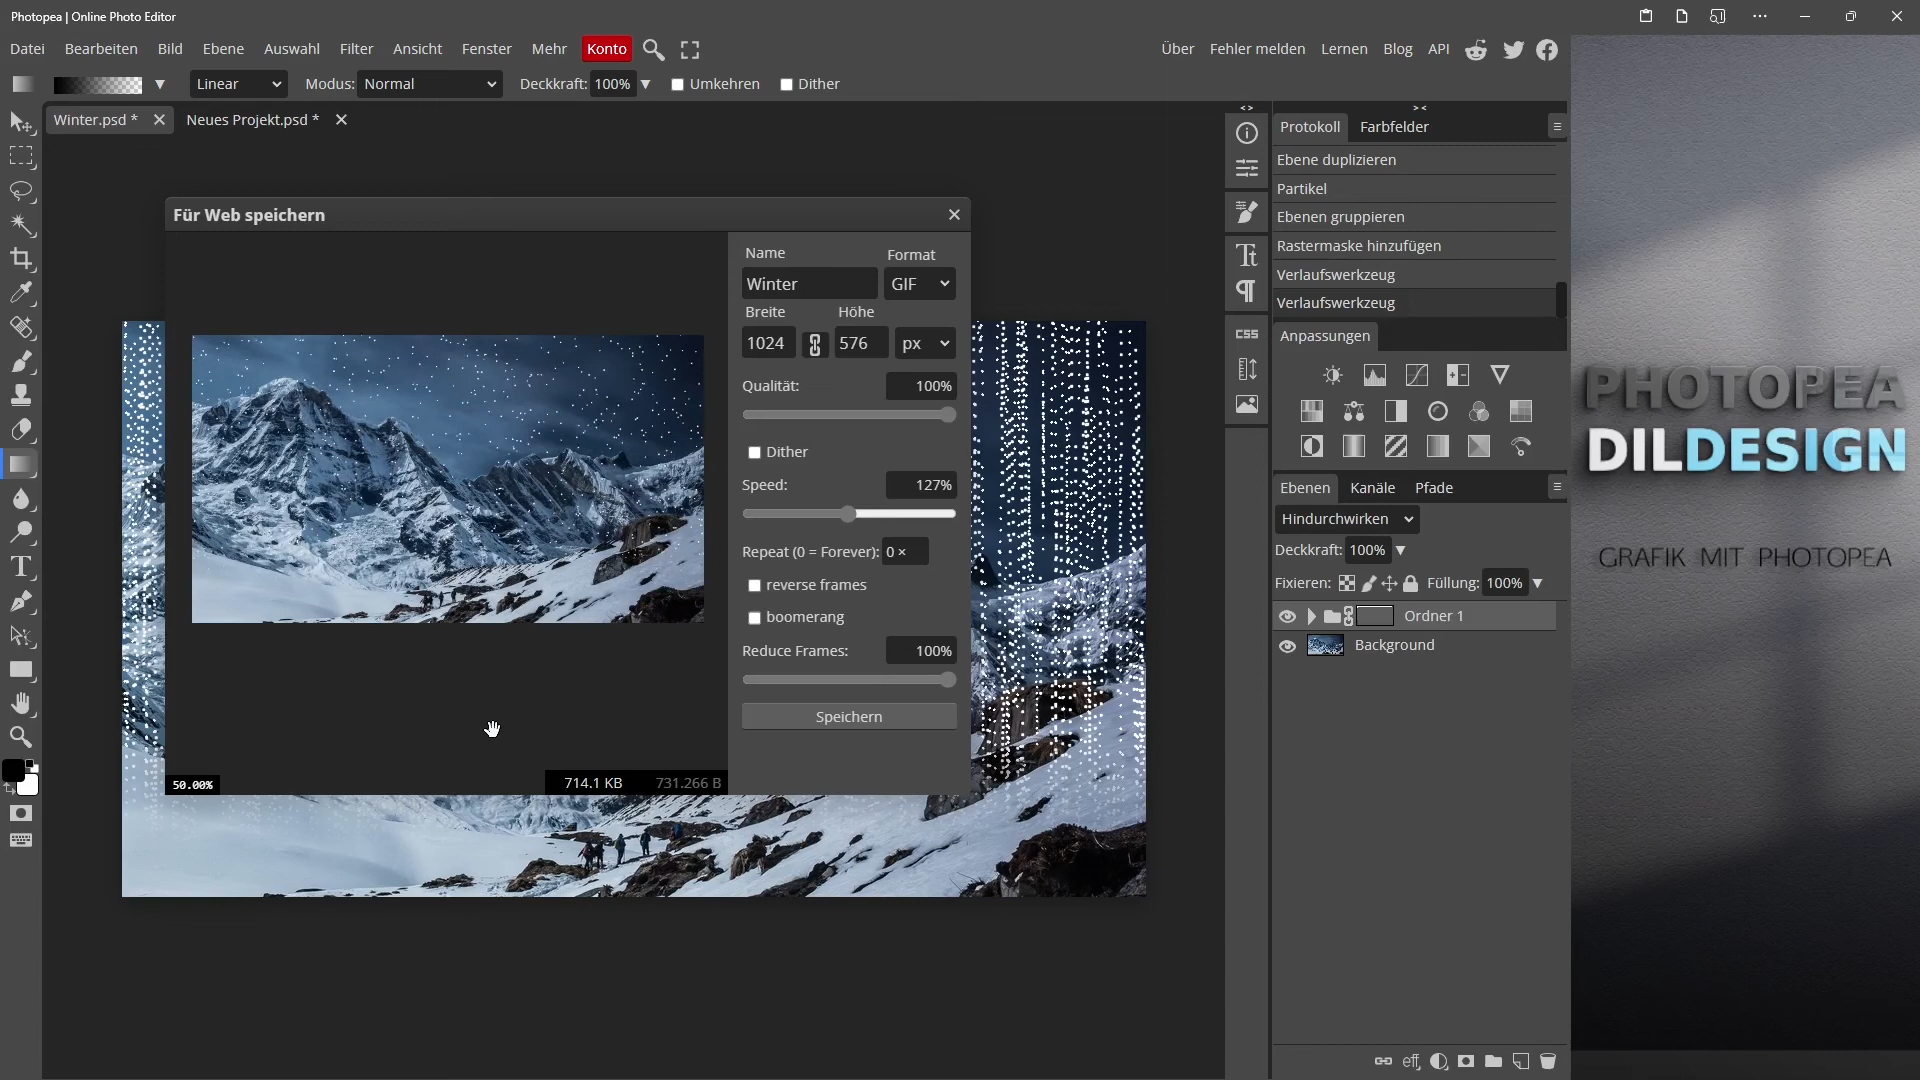 Photopea | Online Photo Editor
Datei Bearbeiten Bild Ebene Auswahl Filter Ansicht Fenster Mehr Konto
Über Fehler melden Lernen Blog API
Linear Modus: Normal Deckkraft: 100% Umkehren Dither
Winter.psd * Neues Projekt.psd *
Für Web speichern
Name Format
Winter GIF
Breite Höhe
1024 576 px
Qualität: 100%
Dither
Speed: 127%
Repeat (0 = Forever): 0 ×
reverse frames
boomerang
Reduce Frames: 100%
Speichern
50.00% 714.1 KB 731.266 B
CSS
Protokoll Farbfelder
Ebene duplizieren
Partikel
Ebenen gruppieren
Rastermaske hinzufügen
Verlaufswerkzeug
Verlaufswerkzeug
Anpassungen
Ebenen Kanäle Pfade
Hindurchwirken
Deckkraft: 100%
Fixieren: Füllung: 100%
Ordner 1
Background
eff
PHOTOPEA
DILDESIGN
GRAFIK MIT PHOTOPEA